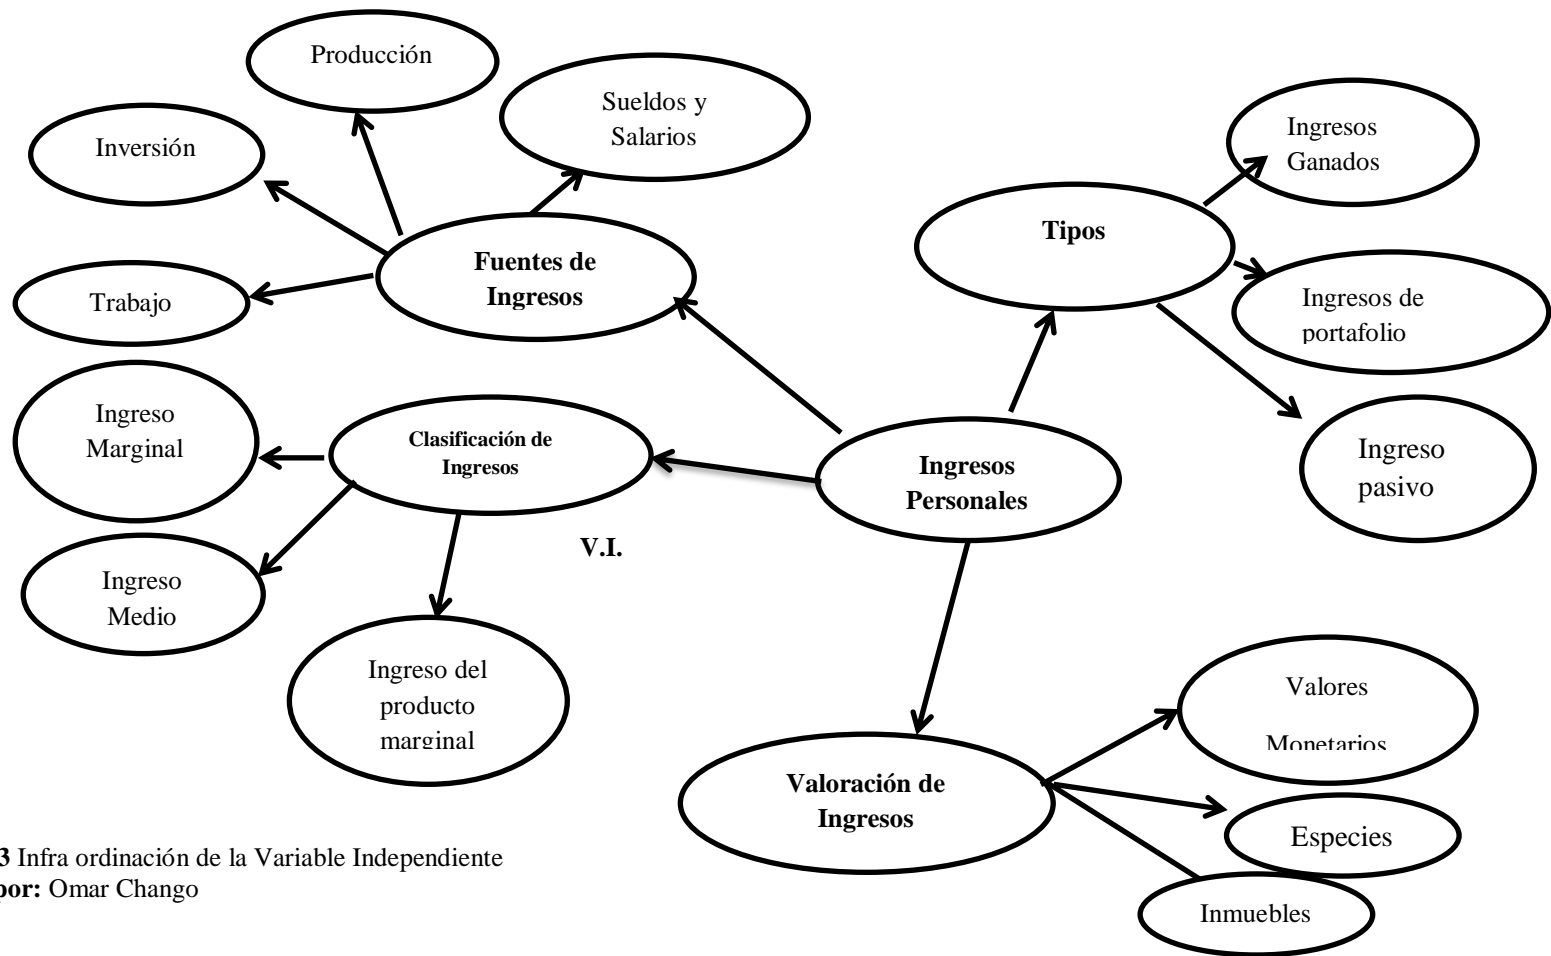 Producción
Sueldos y
Salarios
Inversión
Fuentes de
Ingresos
Trabajo
Ingresos
Ganados
Tipos
Ingresos de
portafolio
Ingreso
Marginal
Clasificación de
Ingresos
Ingresos
Personales
Ingreso
pasivo
V.I.
Ingreso
Medio
Ingreso del
producto
marginal
Valores
Monetarios
Valoración de
Ingresos
Especies
Inmuebles
3 Infra ordinación de la Variable Independiente
por: Omar Chango